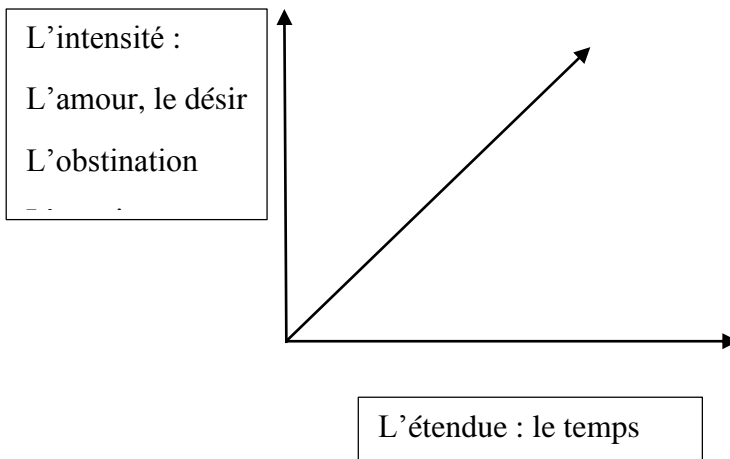 L’intensité :
L’amour, le désir
L’obstination
L’étendue : le temps